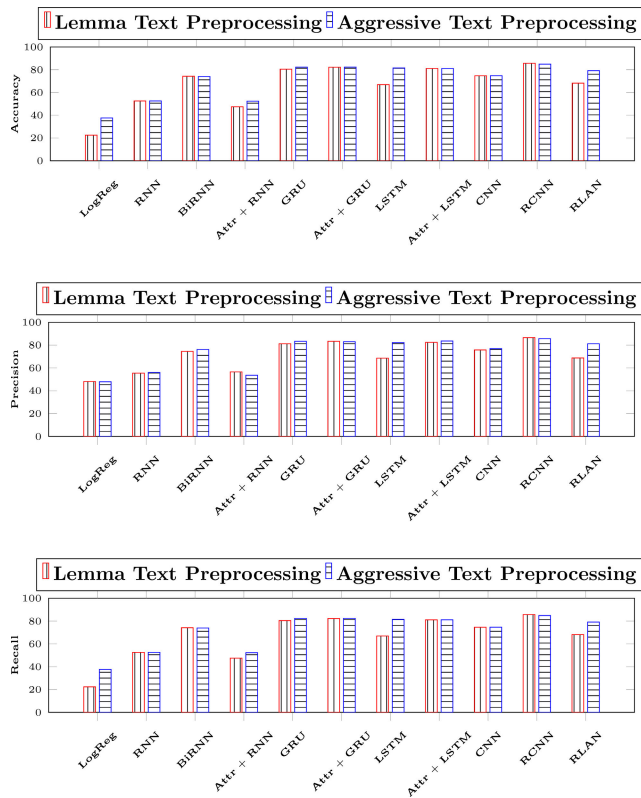 Lemma Text Preprocessing Aggressive Text Preprocessing
100
80
60
40
20
0
Accuracy
LogReg RNN BiRNN Attr + RNN GRU Attr + GRU LSTM Attr + LSTM CNN RCNN RLAN
Lemma Text Preprocessing Aggressive Text Preprocessing
100
80
60
40
20
0
Precision
LogReg RNN BiRNN Attr + RNN GRU Attr + GRU LSTM Attr + LSTM CNN RCNN RLAN
Lemma Text Preprocessing Aggressive Text Preprocessing
100
80
60
40
20
0
Recall
LogReg RNN BiRNN Attr + RNN GRU Attr + GRU LSTM Attr + LSTM CNN RCNN RLAN